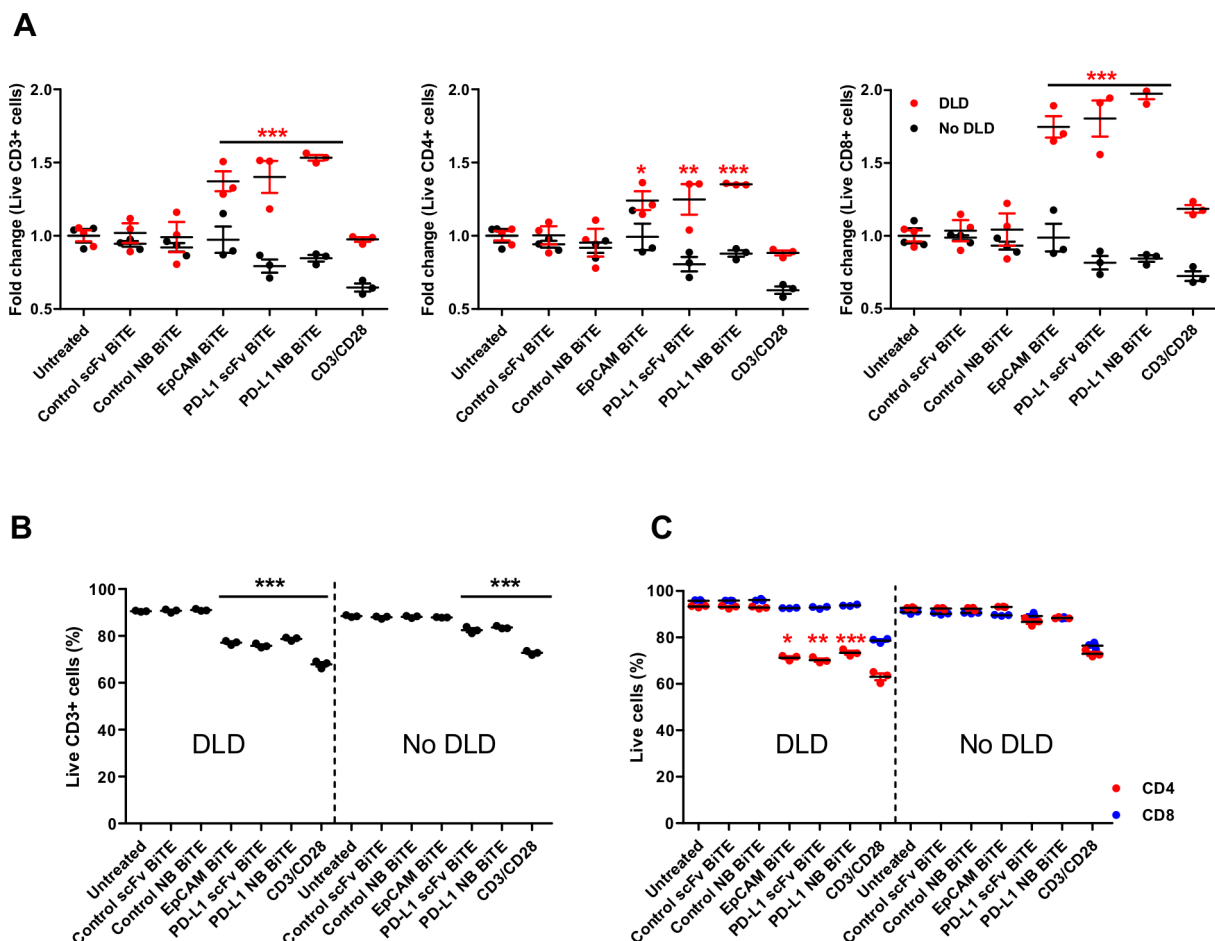 A
Fold change (Live CD3+ cells)
2.0
1.5
1.0
0.5
***
Untreated
Control scFv BiTE
Control NB BiTE
EpCAM BiTE
PD-L1 scFv BiTE
PD-L1 NB BiTE
CD3/CD28
Fold change (Live CD4+ cells)
2.0
1.5
1.0
0.5
* ** ***
Untreated
Control scFv BiTE
Control NB BiTE
EpCAM BiTE
PD-L1 scFv BiTE
PD-L1 NB BiTE
CD3/CD28
Fold change (Live CD8+ cells)
2.0
1.5
1.0
0.5
***
DLD
No DLD
Untreated
Control scFv BiTE
Control NB BiTE
EpCAM BiTE
PD-L1 scFv BiTE
PD-L1 NB BiTE
CD3/CD28
B
Live CD3+ cells (%)
100
80
60
40
20
0
*** ***
DLD No DLD
Untreated
Control scFv BiTE
Control NB BiTE
EpCAM BiTE
PD-L1 scFv BiTE
PD-L1 NB BiTE
CD3/CD28
Untreated
Control scFv BiTE
Control NB BiTE
EpCAM BiTE
PD-L1 scFv BiTE
PD-L1 NB BiTE
CD3/CD28
C
Live cells (%)
100
80
60
40
20
0
* ** ***
DLD No DLD
CD4
CD8
Untreated
Control scFv BiTE
Control NB BiTE
EpCAM BiTE
PD-L1 scFv BiTE
PD-L1 NB BiTE
CD3/CD28
Untreated
Control scFv BiTE
Control NB BiTE
EpCAM BiTE
PD-L1 scFv BiTE
PD-L1 NB BiTE
CD3/CD28